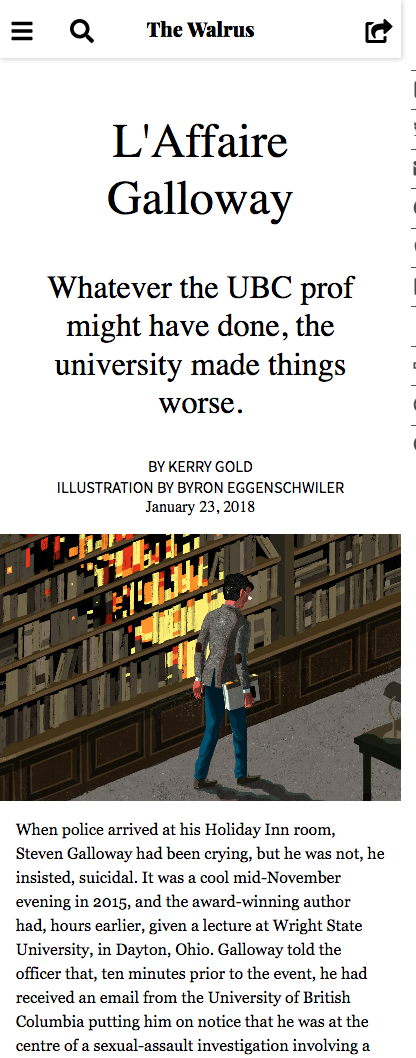 The Walrus
L'Affaire
Galloway
Whatever the UBC prof
might have done, the
university made things
worse.
BY KERRY GOLD
ILLUSTRATION BY BYRON EGGENSCHWILER
January 23, 2018
When police arrived at his Holiday Inn room,
Steven Galloway had been crying, but he was not, he
insisted, suicidal. It was a cool mid-November
evening in 2015, and the award-winning author
had, hours earlier, given a lecture at Wright State
University, in Dayton, Ohio. Galloway told the
officer that, ten minutes prior to the event, he had
received an email from the University of British
Columbia putting him on notice that he was at the
centre of a sexual-assault investigation involving a